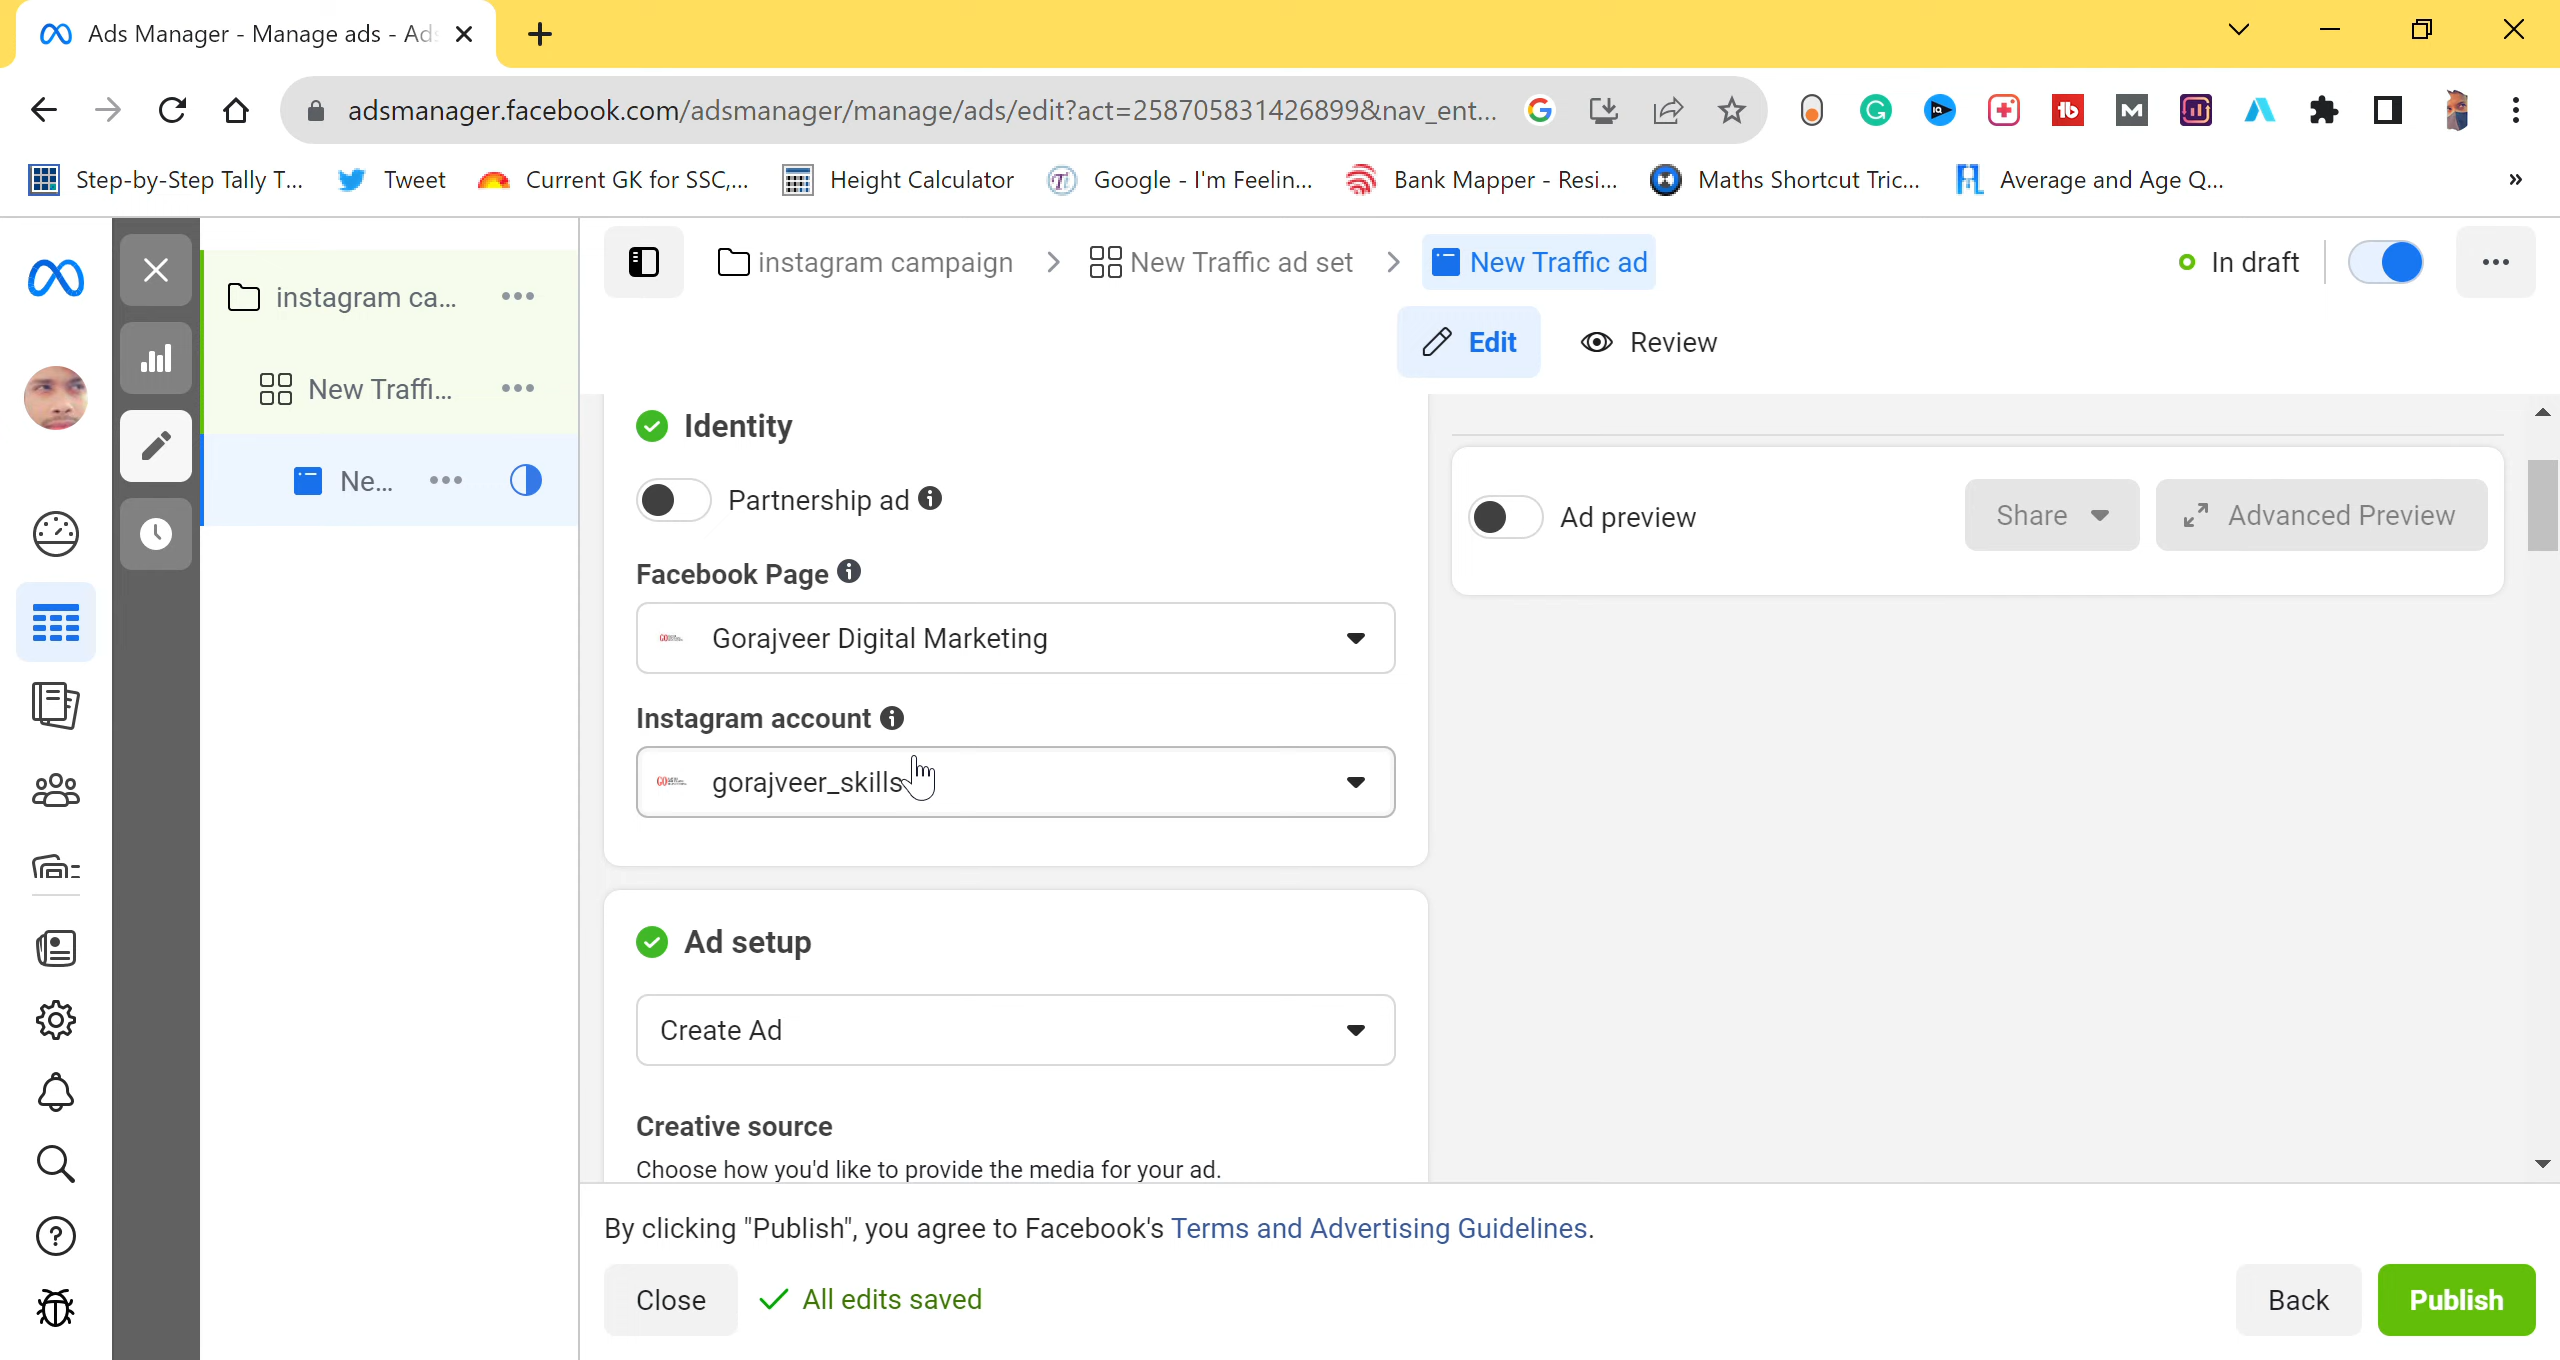 Ads Manager - Manage ads - Ad
adsmanager.facebook.com/adsmanager/manage/ads/edit?act=258705831426899&nav_ent...
Step-by-Step Tally T...
Tweet
Current GK for SSC,...
Height Calculator
Google - I'm Feelin...
Bank Mapper - Resi...
Maths Shortcut Tric...
Average and Age Q...
»
instagram ca...
New Traffi...
Ne...
instagram campaign > New Traffic ad set > New Traffic ad
In draft
Edit
Review
Identity
Partnership ad
Facebook Page
Gorajveer Digital Marketing
Instagram account
gorajveer_skills
Ad preview
Share
Advanced Preview
Ad setup
Create Ad
Creative source
Choose how you'd like to provide the media for your ad.
By clicking "Publish", you agree to Facebook's Terms and Advertising Guidelines.
Close
All edits saved
Back
Publish